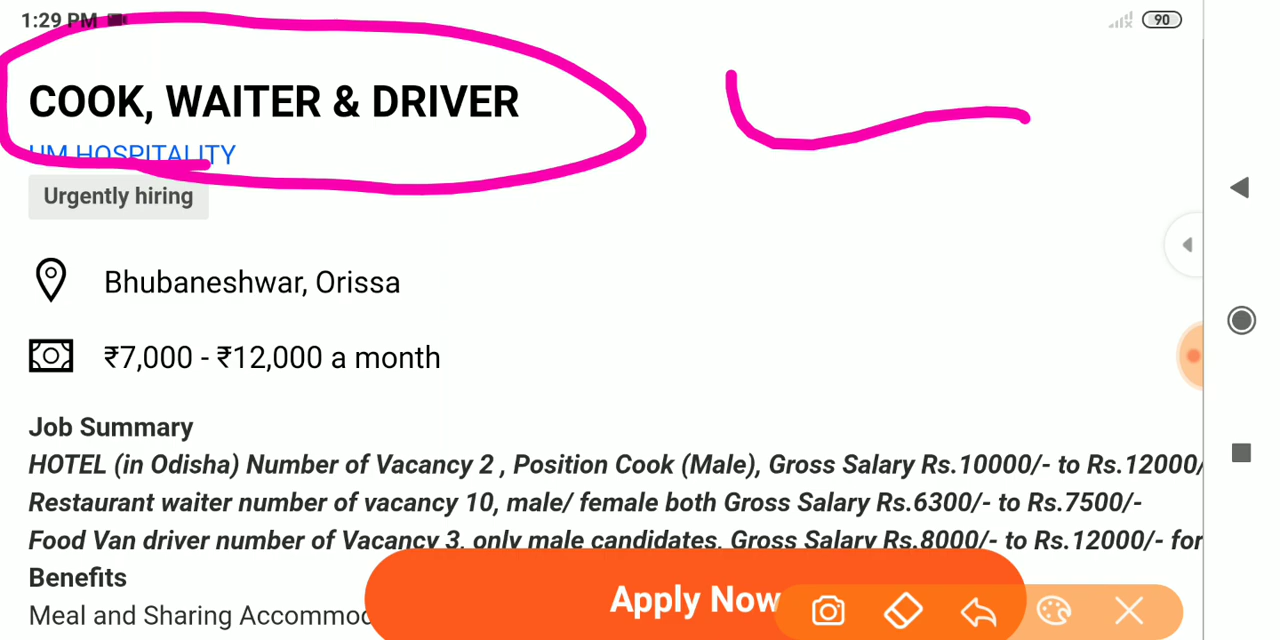 1:29 PM
90
COOK, WAITER & DRIVER
UM HOSPITALITY
Urgently hiring
Bhubaneshwar, Orissa
₹7,000 - ₹12,000 a month
Job Summary
HOTEL (in Odisha) Number of Vacancy 2 , Position Cook (Male), Gross Salary Rs.10000/- to Rs.12000/
Restaurant waiter number of vacancy 10, male/ female both Gross Salary Rs.6300/- to Rs.7500/-
Food Van driver number of Vacancy 3, only male candidates, Gross Salary Rs.8000/- to Rs.12000/- for
Benefits
Meal and Sharing Accommod
Apply Now